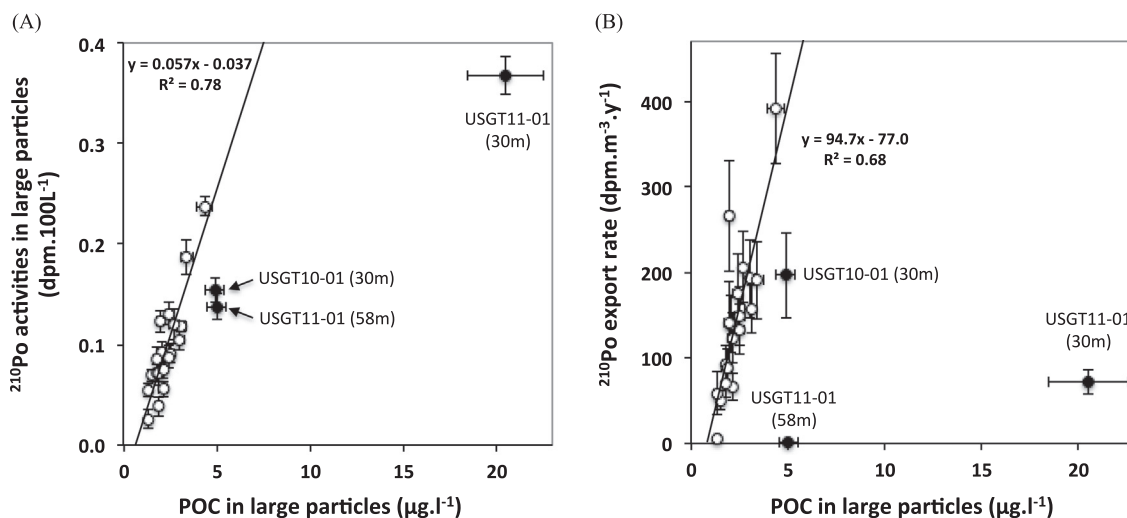 (A)
0.4
0.3
0.2
0.1
0.0
y = 0.057x - 0.037
R² = 0.78
USGT11-01
(30m)
USGT10-01 (30m)
USGT11-01 (58m)
0 5 10 15 20
POC in large particles (µg.l⁻¹)
²¹⁰Po activities in large particles
(dpm.100L⁻¹)
(B)
400
300
200
100
0
y = 94.7x - 77.0
R² = 0.68
USGT10-01 (30m)
USGT11-01
(30m)
USGT11-01
(58m)
0 5 10 15 20
POC in large particles (µg.l⁻¹)
²¹⁰Po export rate (dpm.m⁻³.y⁻¹)